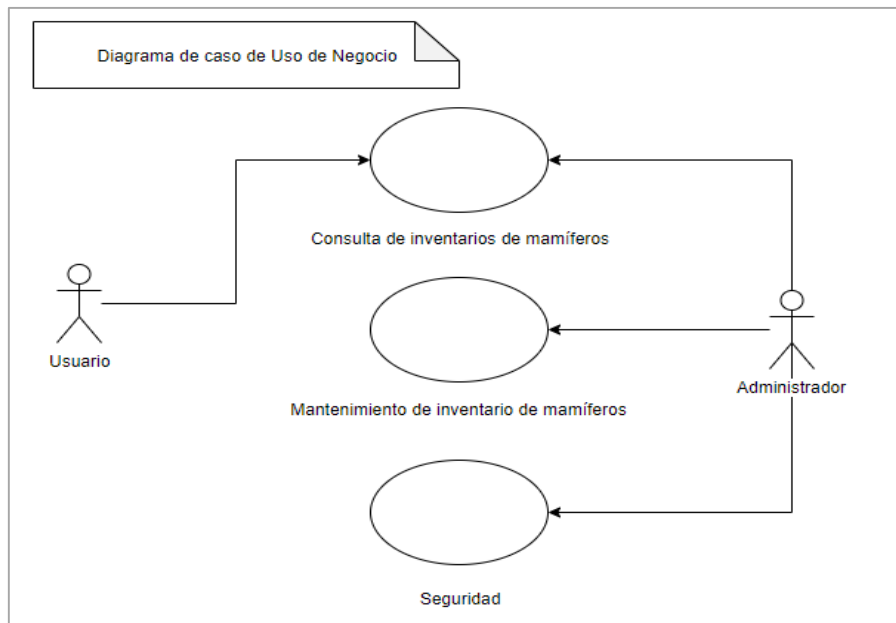 Diagrama de caso de Uso de Negocio
Consulta de inventarios de mamíferos
Usuario
Mantenimiento de inventario de mamíferos
Administrador
Seguridad